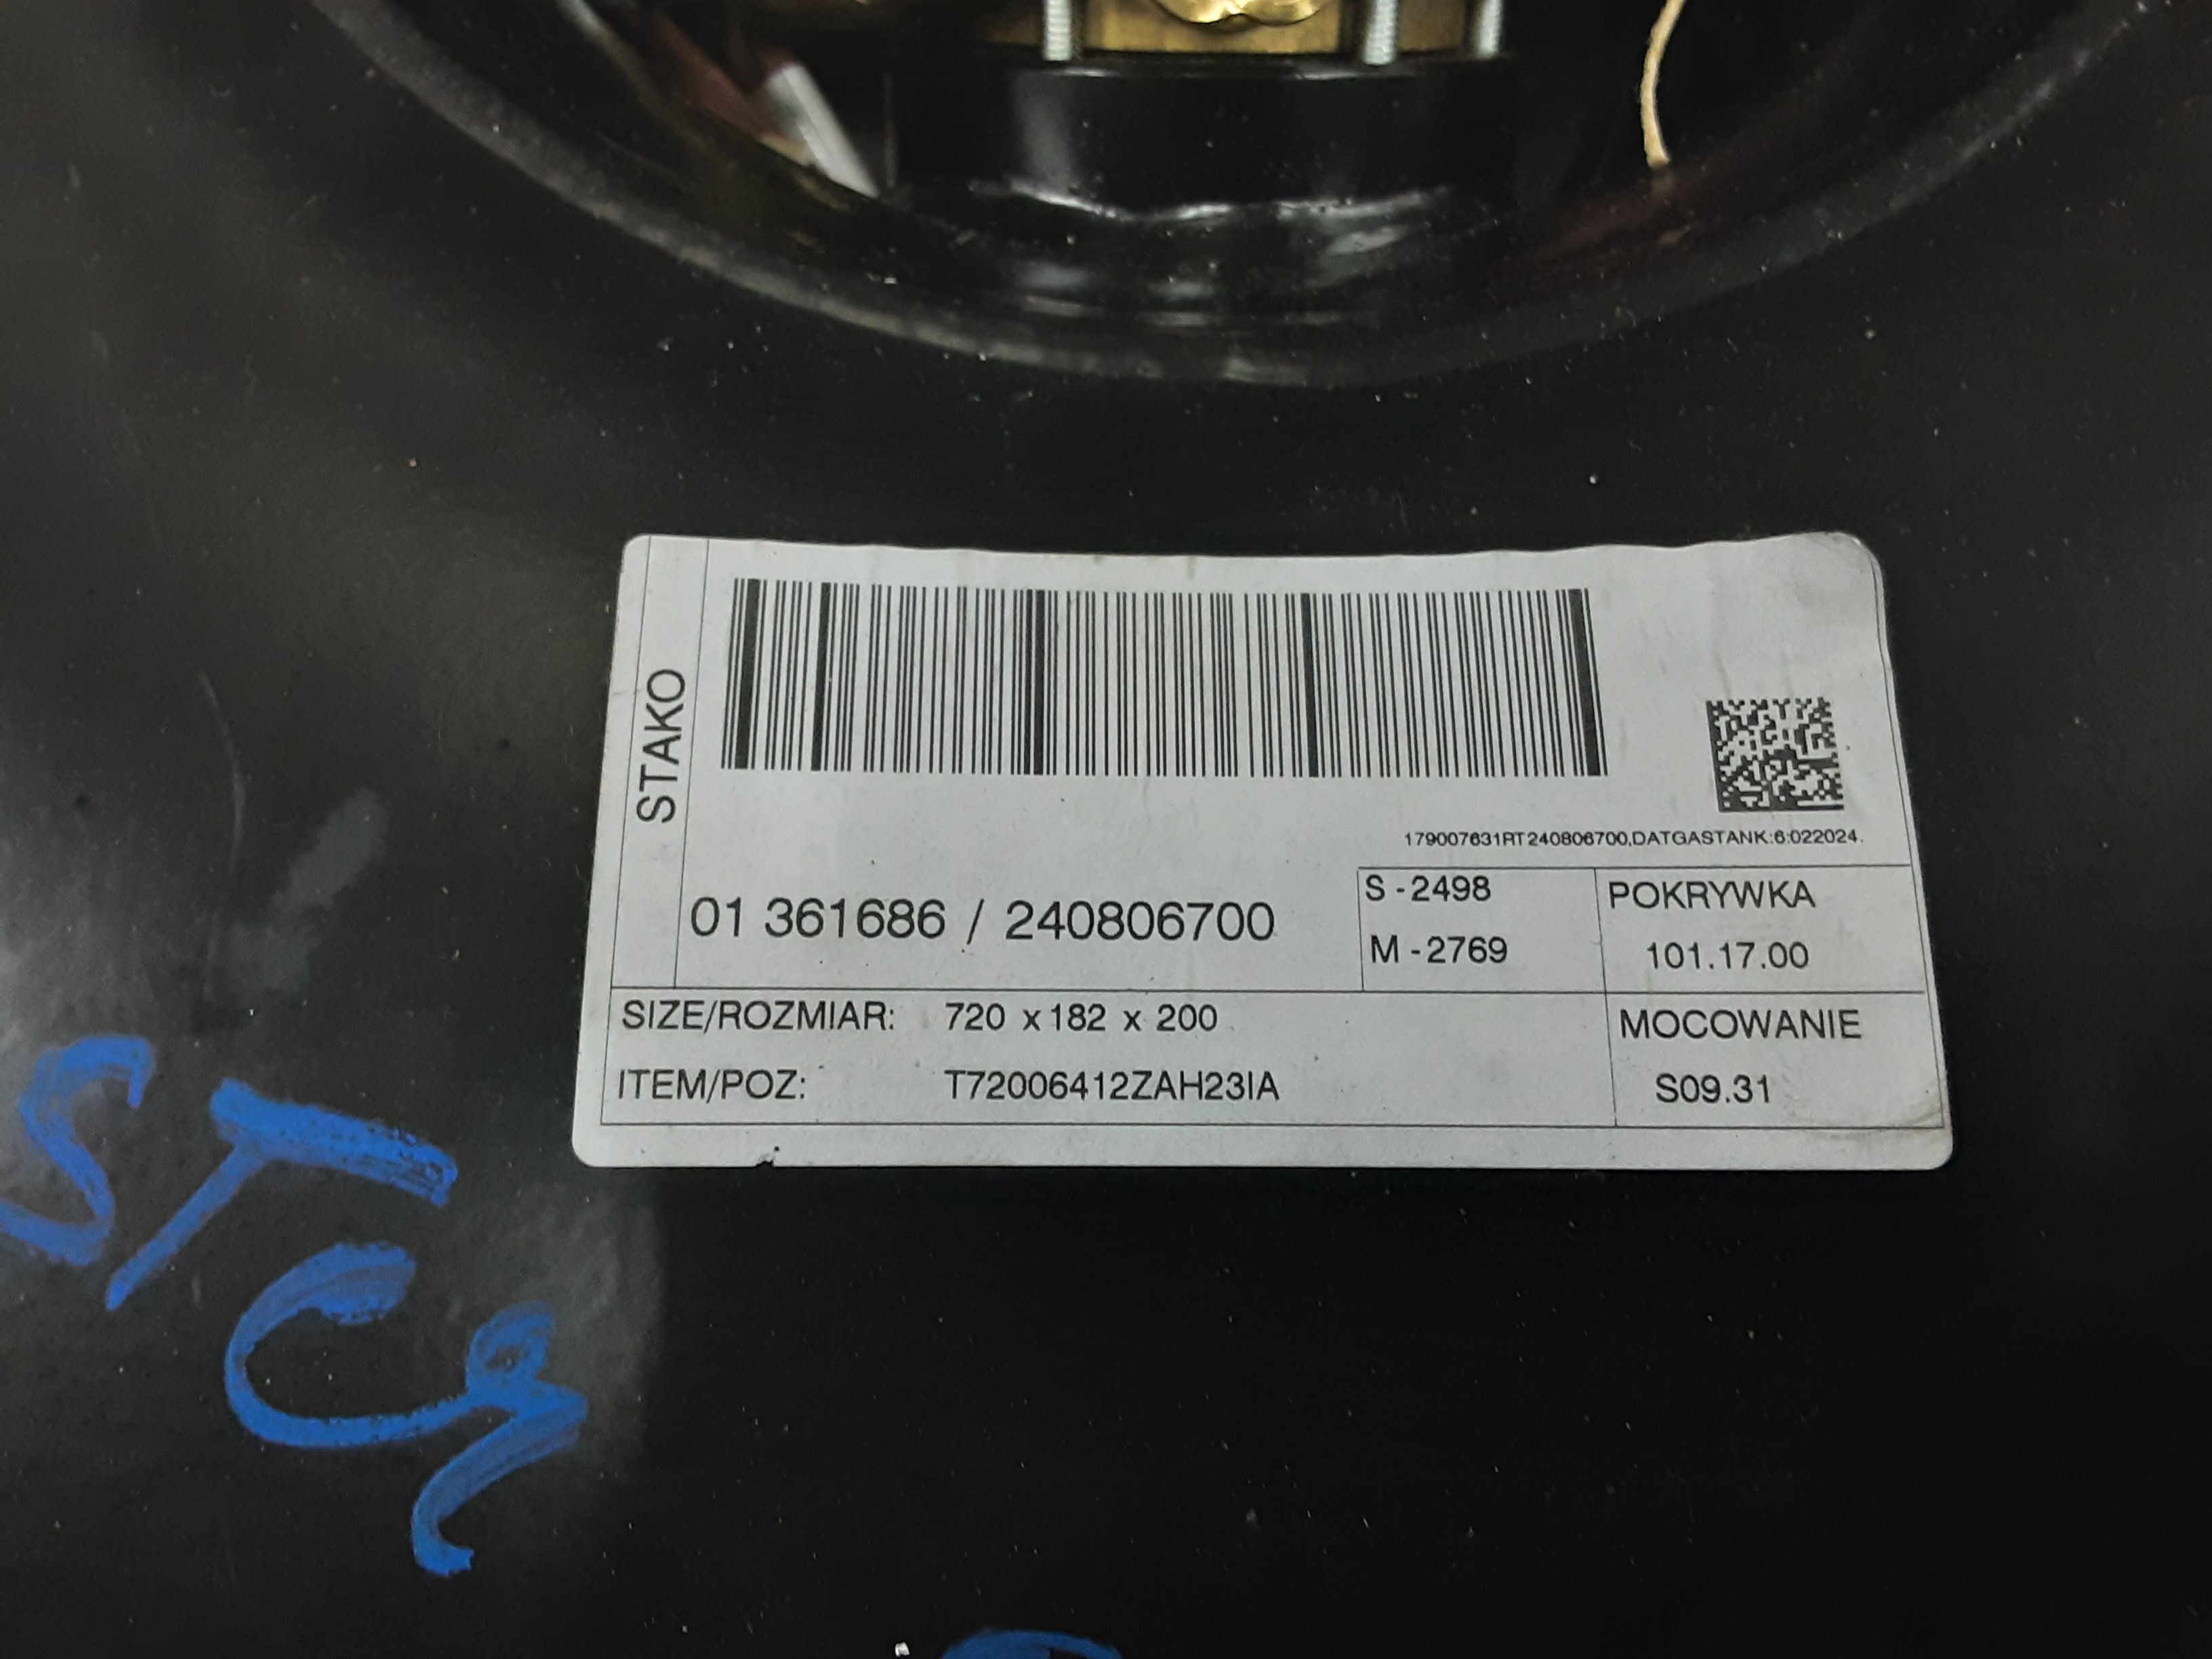 STAKO
179007631RT240806700,DATGASTANK:6:022024.
01 361686 / 240806700
S - 2498
M - 2769
POKRYWKA
101.17.00
SIZE/ROZMIAR: 720 x 182 x 200
ITEM/POZ: T72006412ZAH23IA
MOCOWANIE
S09.31